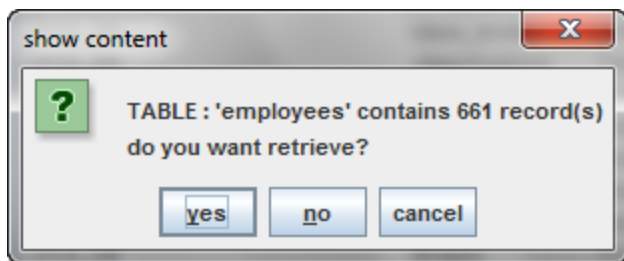 show content
TABLE : 'employees' contains 661 record(s)
do you want retrieve?
yes
no
cancel